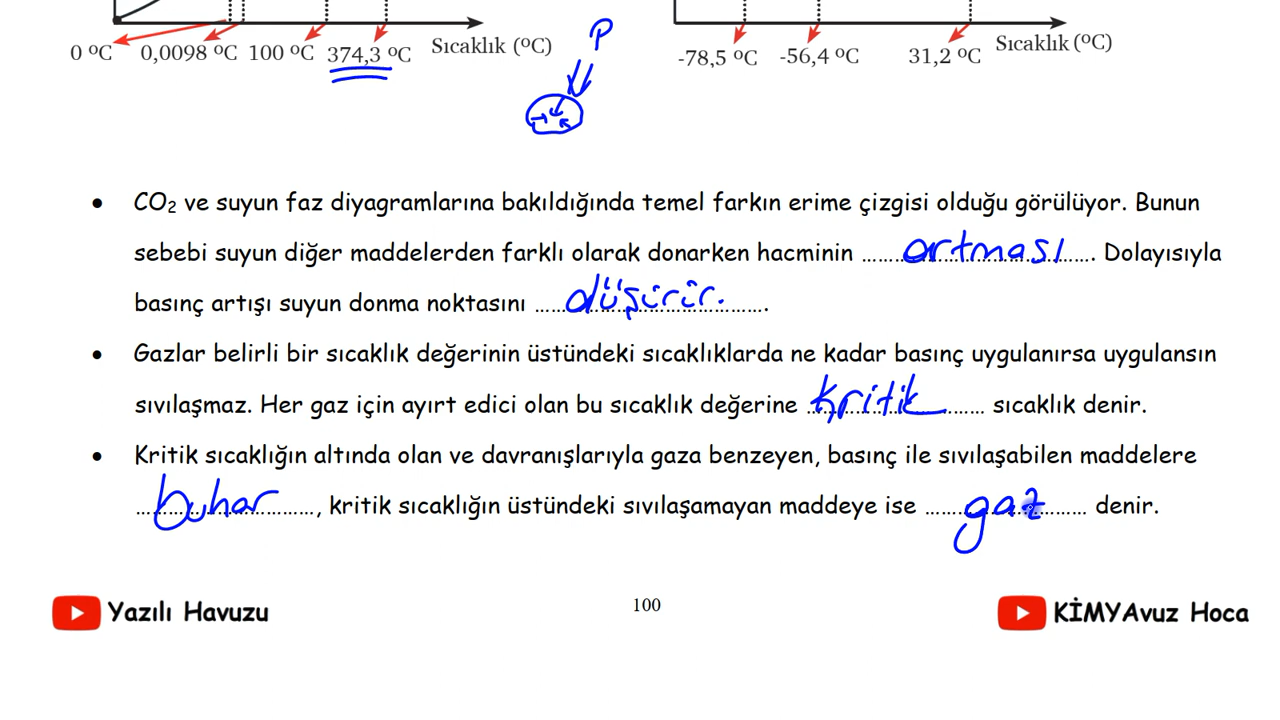 0 ºC 0,0098 ºC 100 ºC 374,3 ºC Sıcaklık (ºC)
P
-78,5 ºC -56,4 ºC 31,2 ºC Sıcaklık (ºC)
• CO₂ ve suyun faz diyagramlarına bakıldığında temel farkın erime çizgisi olduğu görülüyor. Bunun
sebebi suyun diğer maddelerden farklı olarak donarken hacminin artması. Dolayısıyla
basınç artışı suyun donma noktasını düşürür.
• Gazlar belirli bir sıcaklık değerinin üstündeki sıcaklıklarda ne kadar basınç uygulanırsa uygulansın
sıvılaşmaz. Her gaz için ayırt edici olan bu sıcaklık değerine kritik sıcaklık denir.
• Kritik sıcaklığın altında olan ve davranışlarıyla gaza benzeyen, basınç ile sıvılaşabilen maddelere
buhar, kritik sıcaklığın üstündeki sıvılaşamayan maddeye ise gaz denir.
Yazılı Havuzu
100
KİMYAvuz Hoca